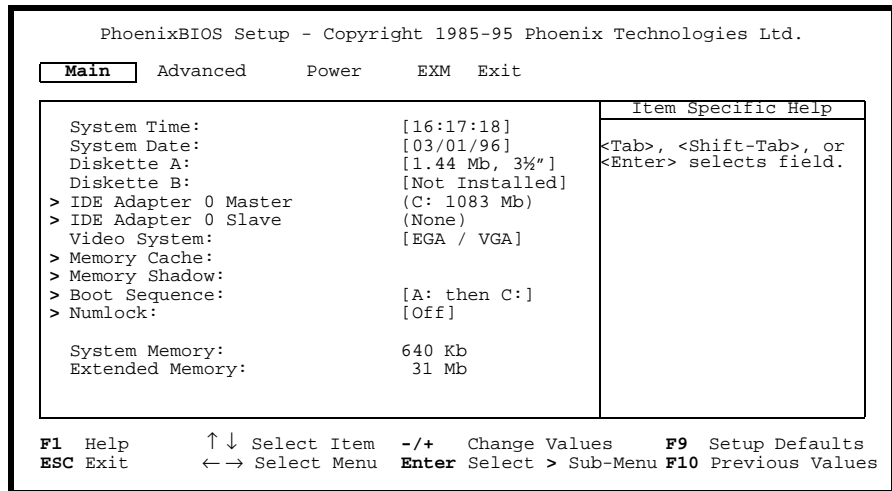 PhoenixBIOS Setup - Copyright 1985-95 Phoenix Technologies Ltd.
Main Advanced Power EXM Exit
Item Specific Help
System Time: [16:17:18]
System Date: [03/01/96] <Tab>, <Shift-Tab>, or
Diskette A: [1.44 Mb, 3½″] <Enter> selects field.
Diskette B: [Not Installed]
> IDE Adapter 0 Master (C: 1083 Mb)
> IDE Adapter 0 Slave (None)
Video System: [EGA / VGA]
> Memory Cache:
> Memory Shadow:
> Boot Sequence: [A: then C:]
> Numlock: [Off]
System Memory: 640 Kb
Extended Memory: 31 Mb
F1 Help ↑↓ Select Item -/+ Change Values F9 Setup Defaults
ESC Exit ←→ Select Menu Enter Select > Sub-Menu F10 Previous Values